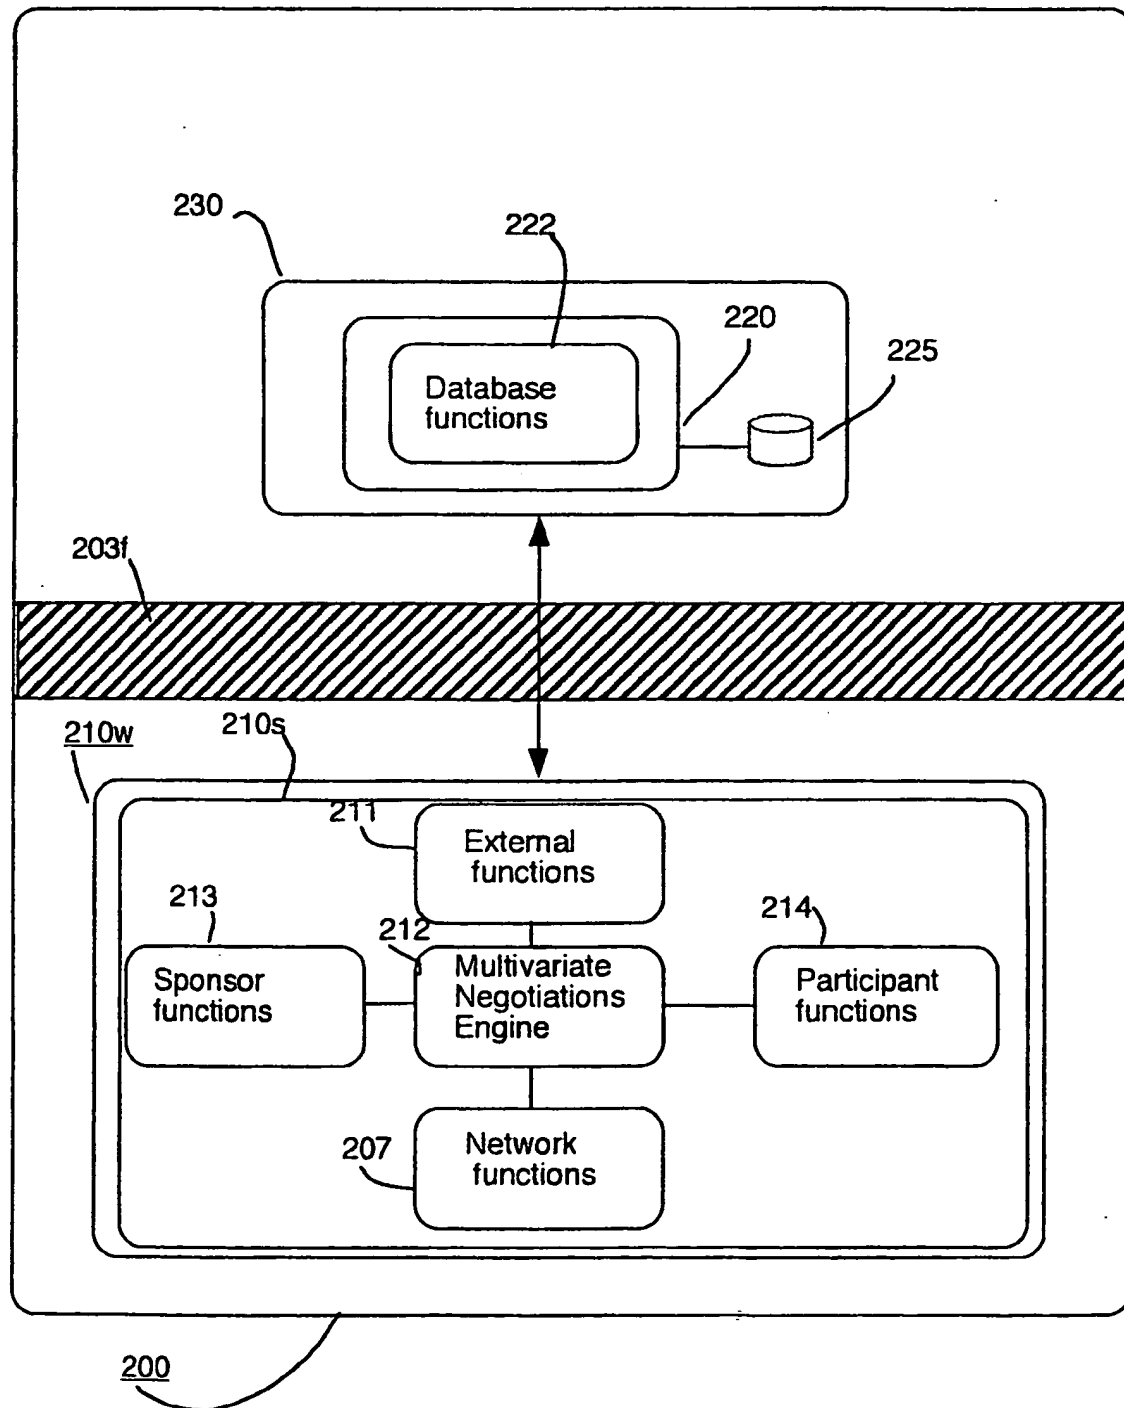 230
222
220
225
Database
functions
203f
210w
210s
211
External
functions
213
212
214
Sponsor
functions
Multivariate
Negotiations
Engine
Participant
functions
207
Network
functions
200